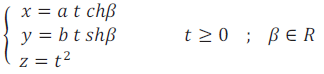 x = a t chβ
y = b t shβ t ≥ 0 ; β ∈ R
z = t²